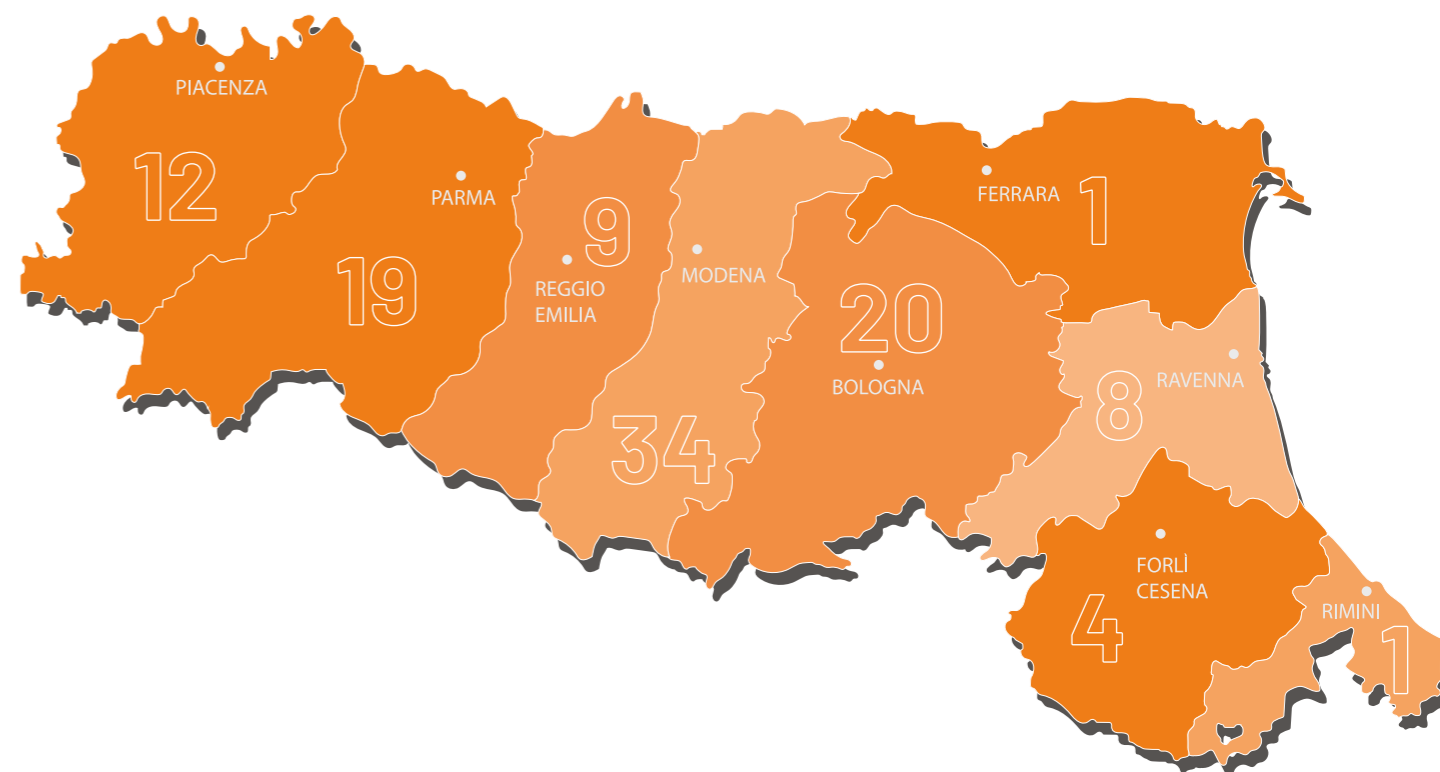 PIACENZA
12
PARMA
19
9
REGGIO
EMILIA
MODENA
34
20
BOLOGNA
FERRARA
1
8
RAVENNA
FORLÌ
CESENA
4
RIMINI
1